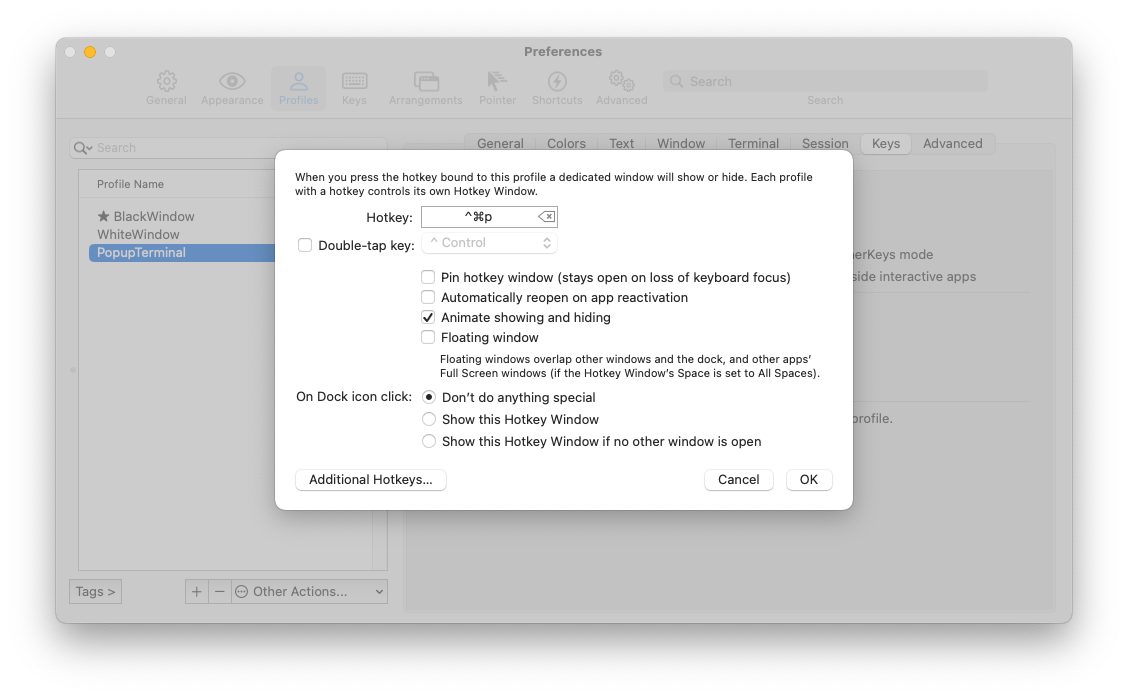 Preferences
General
Appearance
Profiles
Keys
Arrangements
Pointer
Shortcuts
Advanced
Search
Search
Search
General
Colors
Text
Window
Terminal
Session
Keys
Advanced
Profile Name
★ BlackWindow
WhiteWindow
PopupTerminal
When you press the hotkey bound to this profile a dedicated window will show or hide. Each profile
with a hotkey controls its own Hotkey Window.
Hotkey: ^⌘p
Double-tap key: ^ Control
Pin hotkey window (stays open on loss of keyboard focus)
Automatically reopen on app reactivation
Animate showing and hiding
Floating window
Floating windows overlap other windows and the dock, and other apps'
Full Screen windows (if the Hotkey Window's Space is set to All Spaces).
On Dock icon click: Don't do anything special
Show this Hotkey Window
Show this Hotkey Window if no other window is open
Additional Hotkeys...
Cancel
OK
mode
interactive apps
profile.
Tags >
+
−
Other Actions...